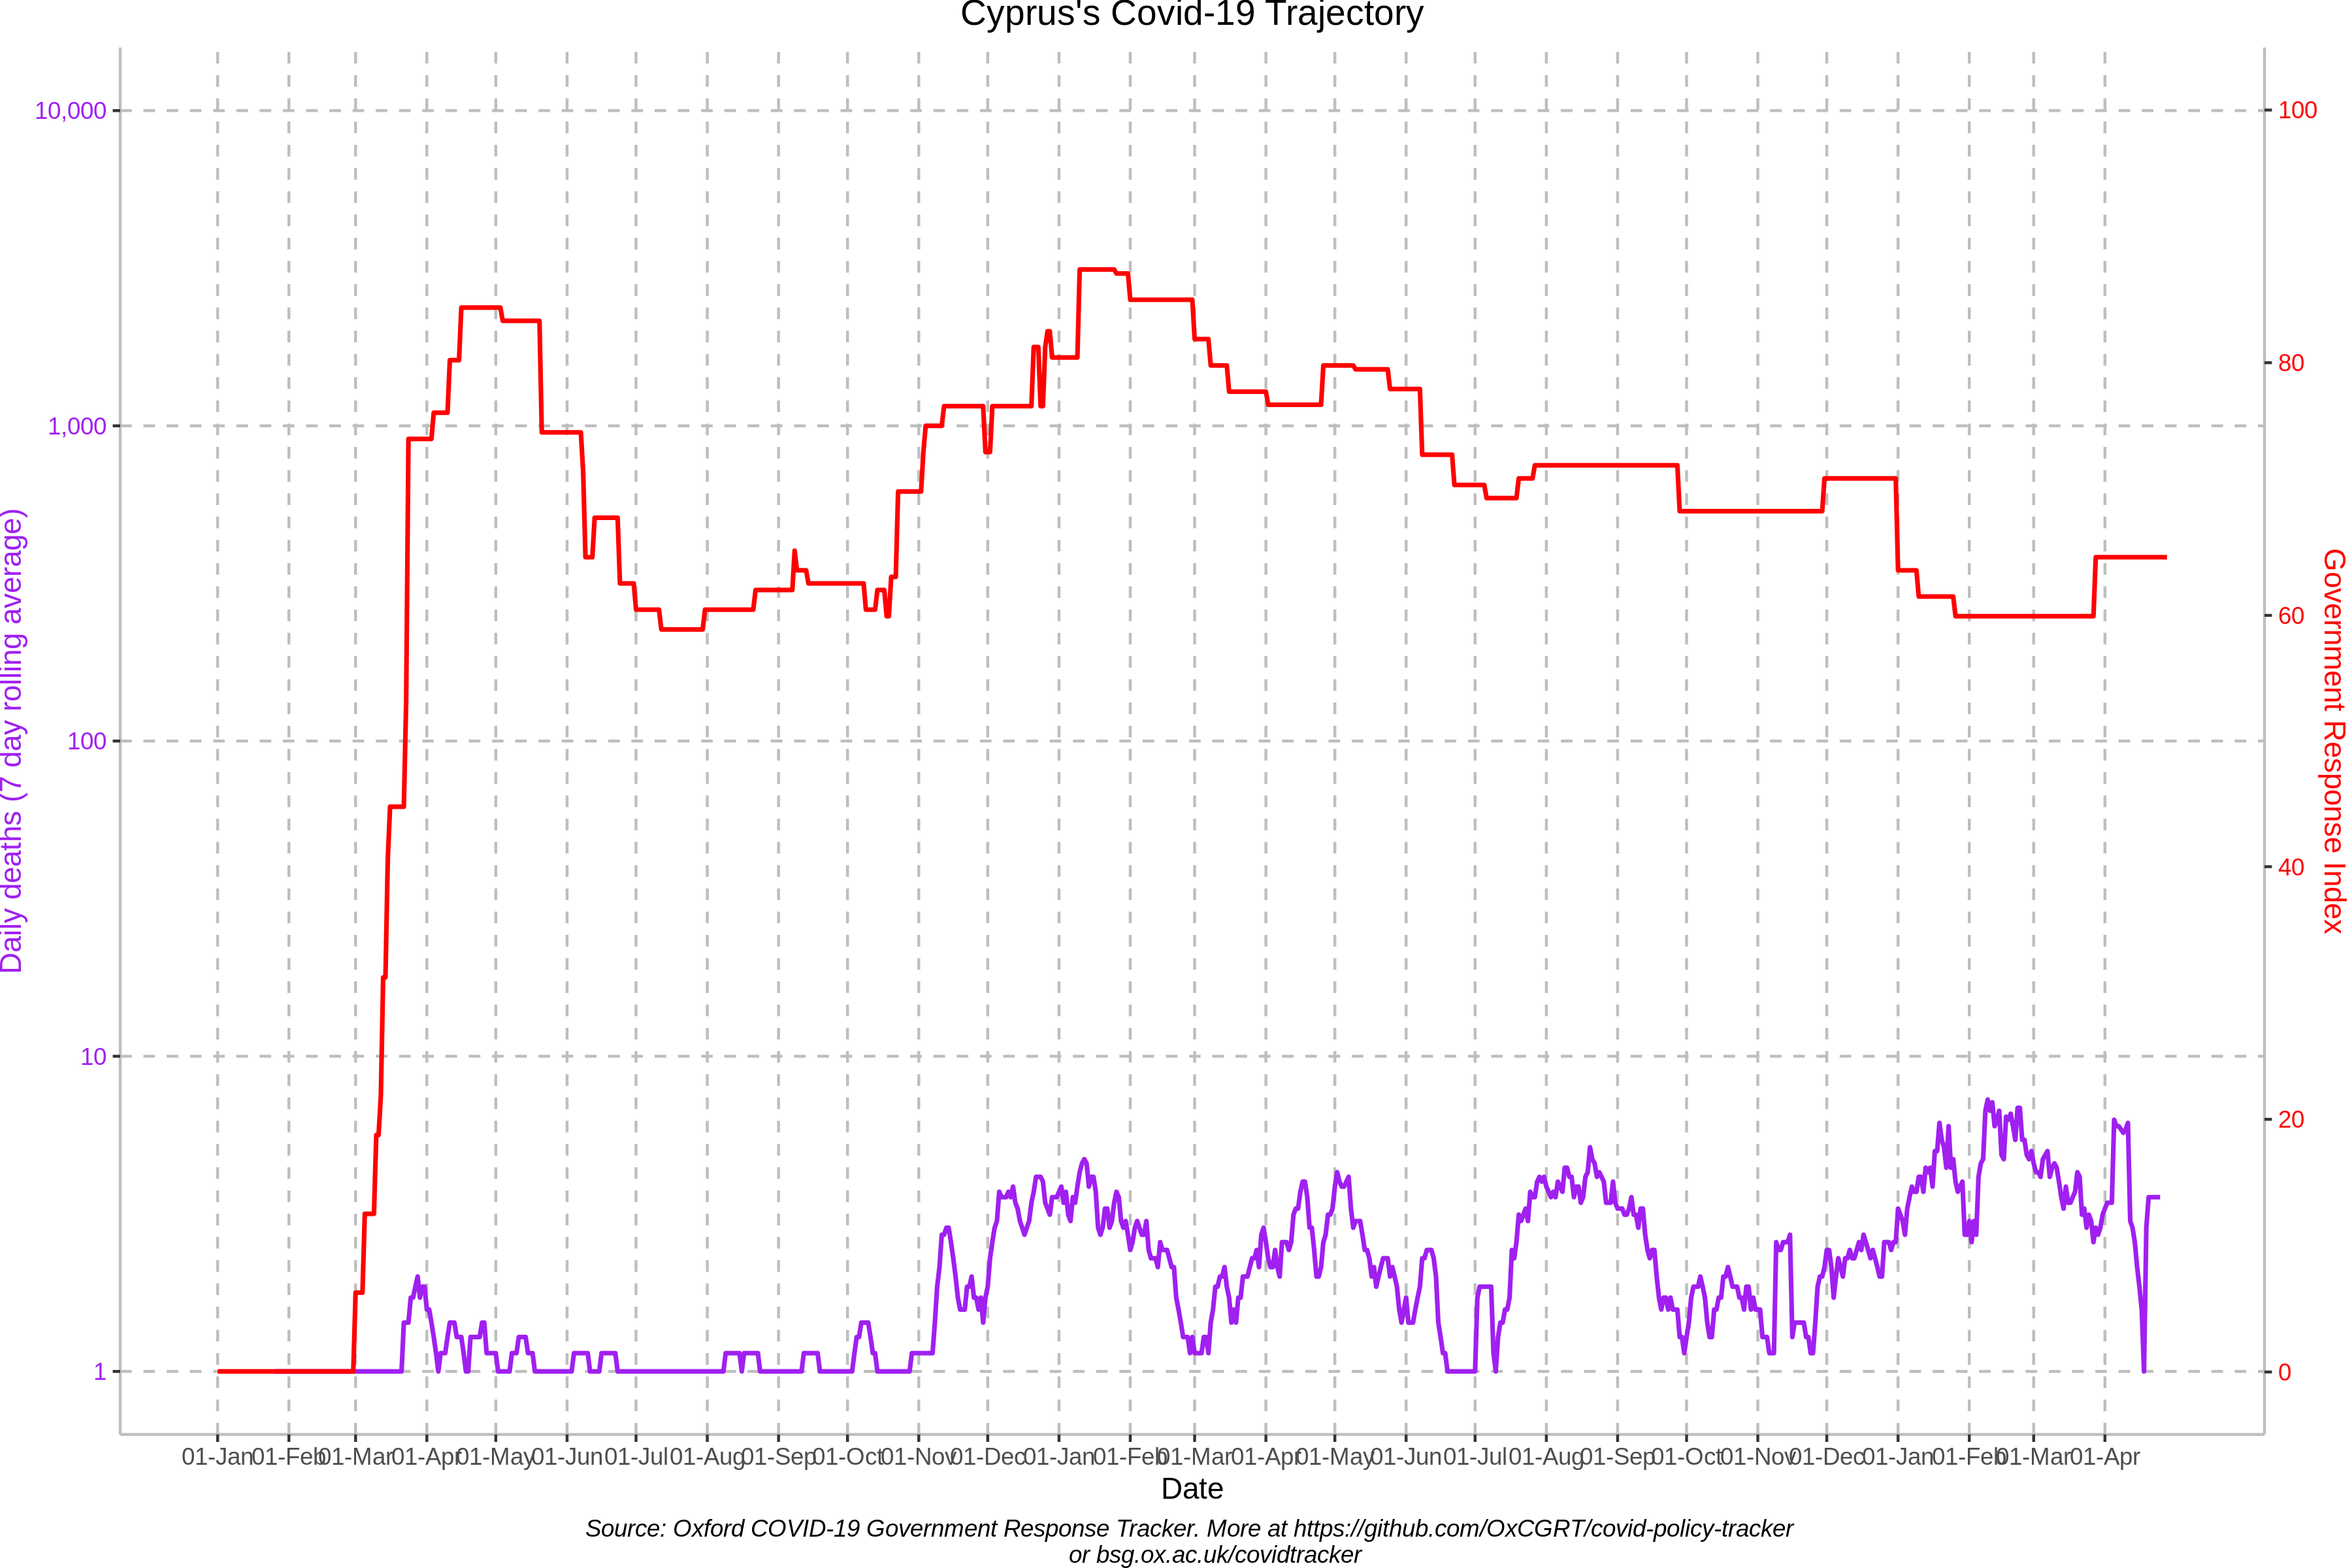 Cyprus's Covid-19 Trajectory
10,000
1,000
100
10
1
Daily deaths (7 day rolling average)
100
80
60
40
20
0
Government Response Index
01-Jan 01-Feb 01-Mar 01-Apr 01-May 01-Jun 01-Jul 01-Aug 01-Sep 01-Oct 01-Nov 01-Dec 01-Jan 01-Feb 01-Mar 01-Apr 01-May 01-Jun 01-Jul 01-Aug 01-Sep 01-Oct 01-Nov 01-Dec 01-Jan 01-Feb 01-Mar 01-Apr
Date
Source: Oxford COVID-19 Government Response Tracker. More at https://github.com/OxCGRT/covid-policy-tracker
or bsg.ox.ac.uk/covidtracker